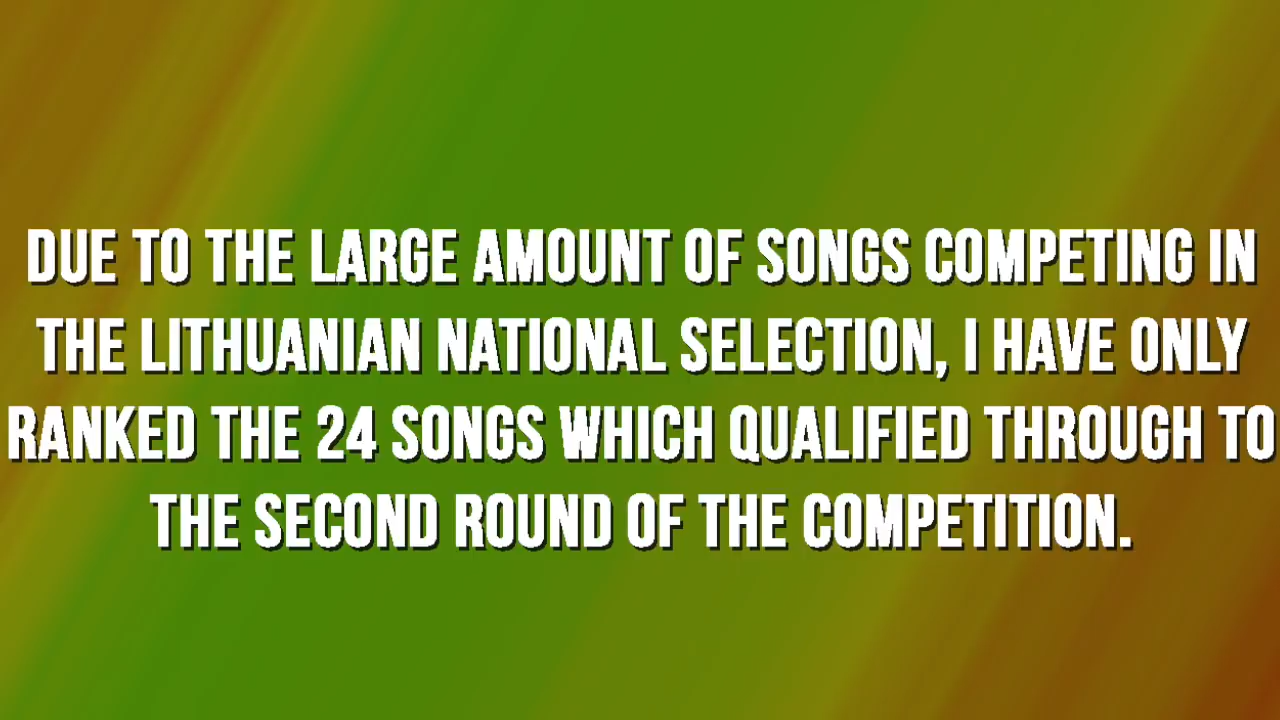 DUE TO THE LARGE AMOUNT OF SONGS COMPETING IN
THE LITHUANIAN NATIONAL SELECTION, I HAVE ONLY
RANKED THE 24 SONGS WHICH QUALIFIED THROUGH TO
THE SECOND ROUND OF THE COMPETITION.